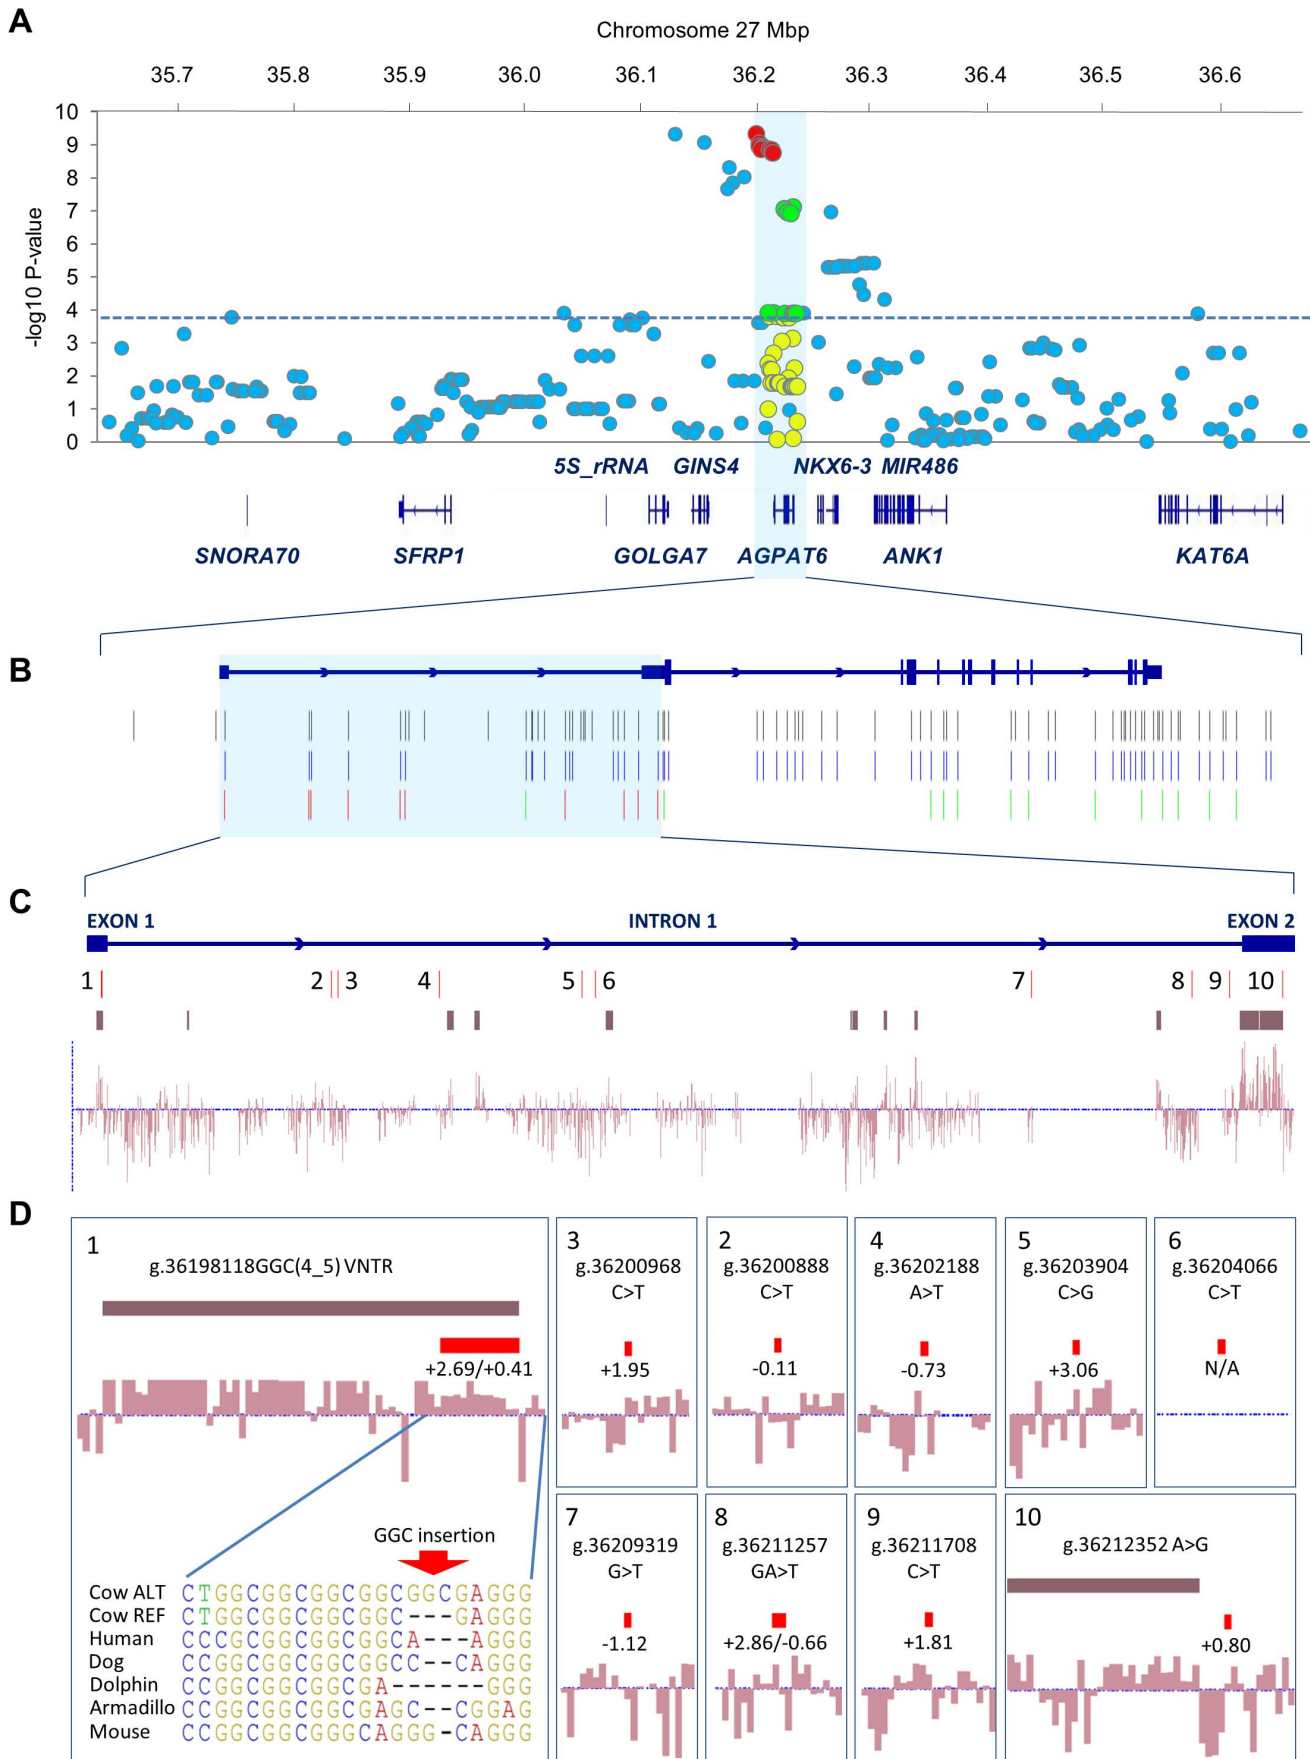 A
Chromosome 27 Mbp
35.7 35.8 35.9 36.0 36.1 36.2 36.3 36.4 36.5 36.6
-log10 P-value
10
9
8
7
6
5
4
3
2
1
0
5S_rRNA GINS4 NKX6-3 MIR486
SNORA70 SFRP1 GOLGA7 AGPAT6 ANK1 KAT6A
B
C
EXON 1 INTRON 1 EXON 2
1 2 3 4 5 6 7 8 9 10
D
1
g.36198118GGC(4_5) VNTR
+2.69/+0.41
GGC insertion
Cow ALT CTGGCGGCGGCGGCGGCGAGGG
Cow REF CTGGCGGCGGCGGC---GAGGG
Human CCCGCGGCGGCGGCA---AGGG
Dog CCGGCGGCGGCGGCC--CAGGG
Dolphin CCGGCGGCGGCGA------GGG
Armadillo CCGGCGGCGGCGAGC--CGGAG
Mouse CCGGCGGCGGGCAGGG-CAGGG
3
g.36200968
C>T
+1.95
2
g.36200888
C>T
-0.11
4
g.36202188
A>T
-0.73
5
g.36203904
C>G
+3.06
6
g.36204066
C>T
N/A
7
g.36209319
G>T
-1.12
8
g.36211257
GA>T
+2.86/-0.66
9
g.36211708
C>T
+1.81
10
g.36212352 A>G
+0.80